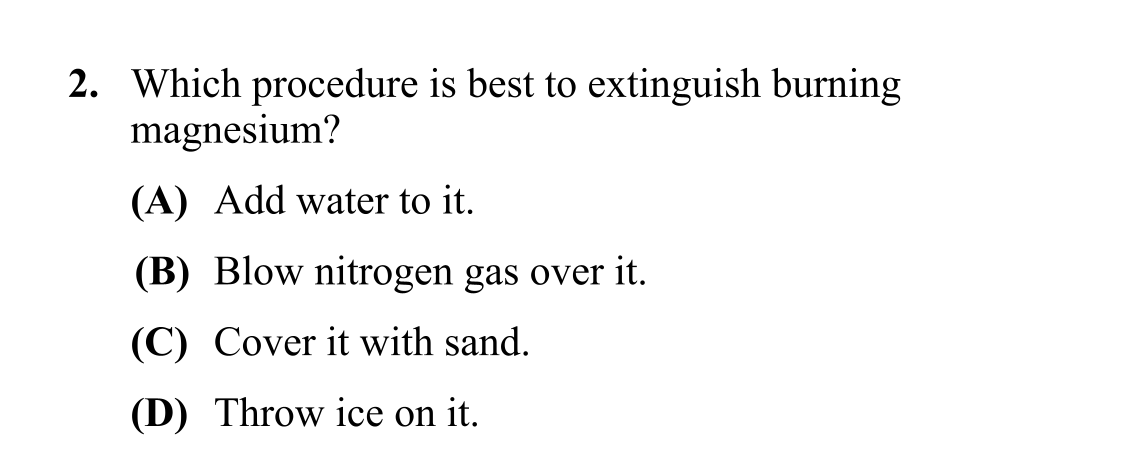 2. Which procedure is best to extinguish burning
magnesium?
(A) Add water to it.
(B) Blow nitrogen gas over it.
(C) Cover it with sand.
(D) Throw ice on it.